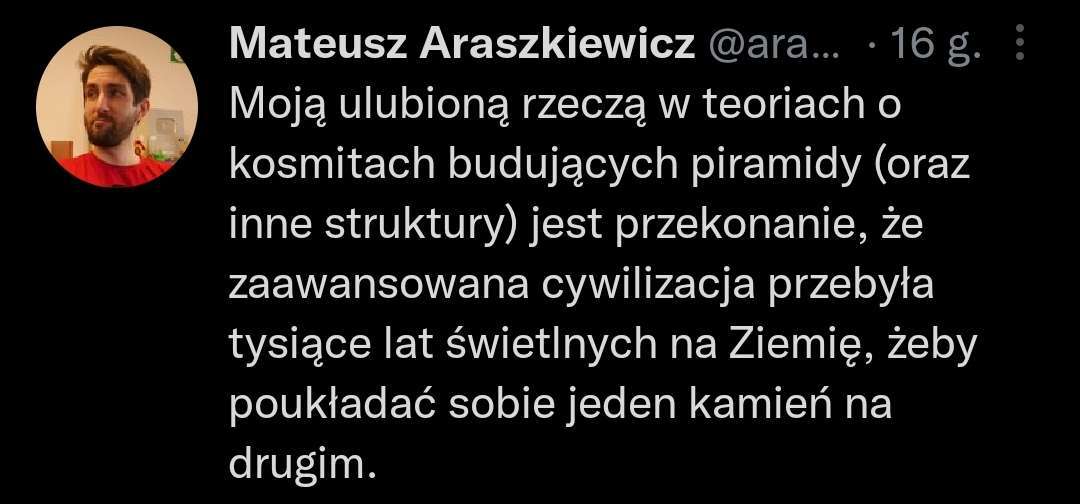 Mateusz Araszkiewicz @ara... · 16 g.
Moją ulubioną rzeczą w teoriach o
kosmitach budujących piramidy (oraz
inne struktury) jest przekonanie, że
zaawansowana cywilizacja przebyła
tysiące lat świetlnych na Ziemię, żeby
poukładać sobie jeden kamień na
drugim.